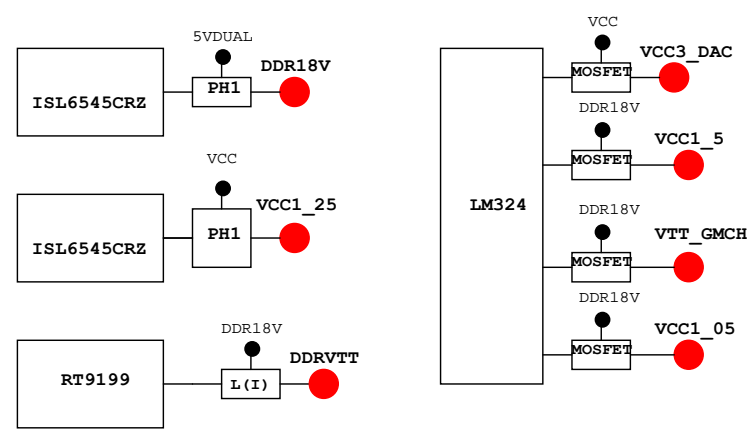 5VDUAL
DDR18V
PH1
ISL6545CRZ
VCC
VCC1_25
PH1
ISL6545CRZ
DDR18V
DDRVTT
RT9199
L(I)
VCC
VCC3_DAC
MOSFET
DDR18V
VCC1_5
MOSFET
LM324
DDR18V
VTT_GMCH
MOSFET
DDR18V
VCC1_05
MOSFET